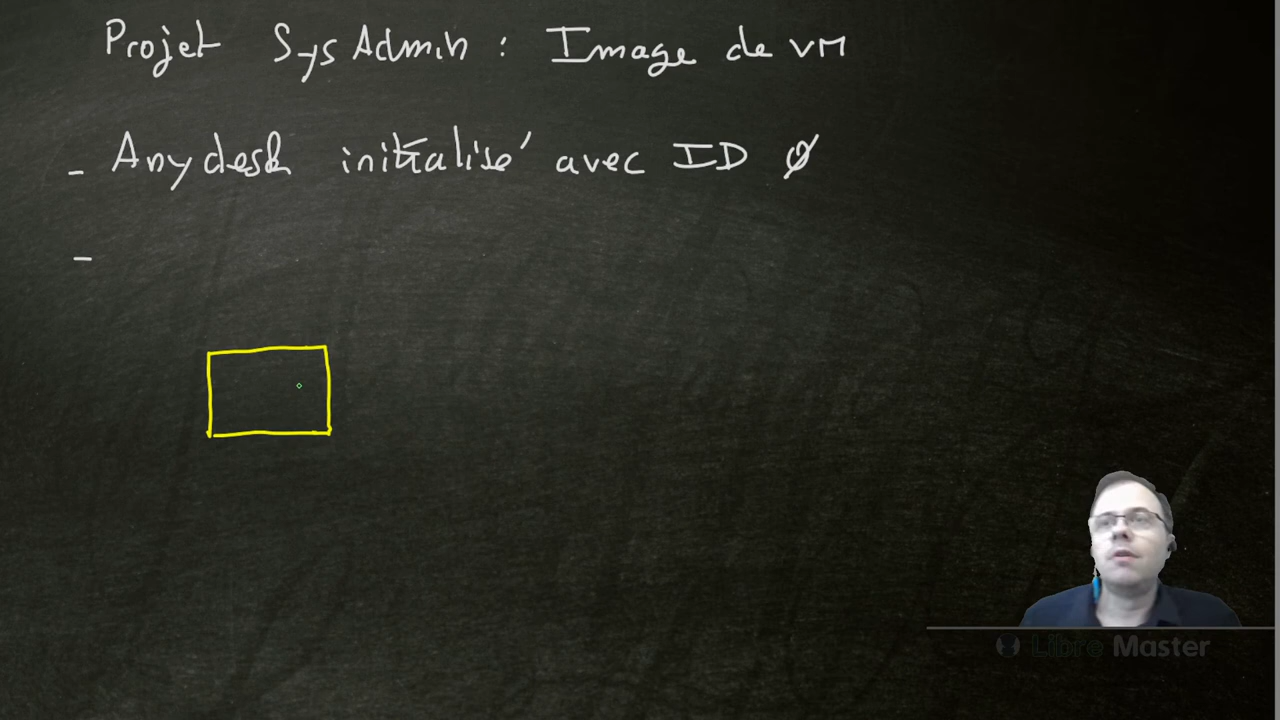 Projet SysAdmin : Image de VM
- Anydesk initialisé avec ID Ø
-
Libre Master